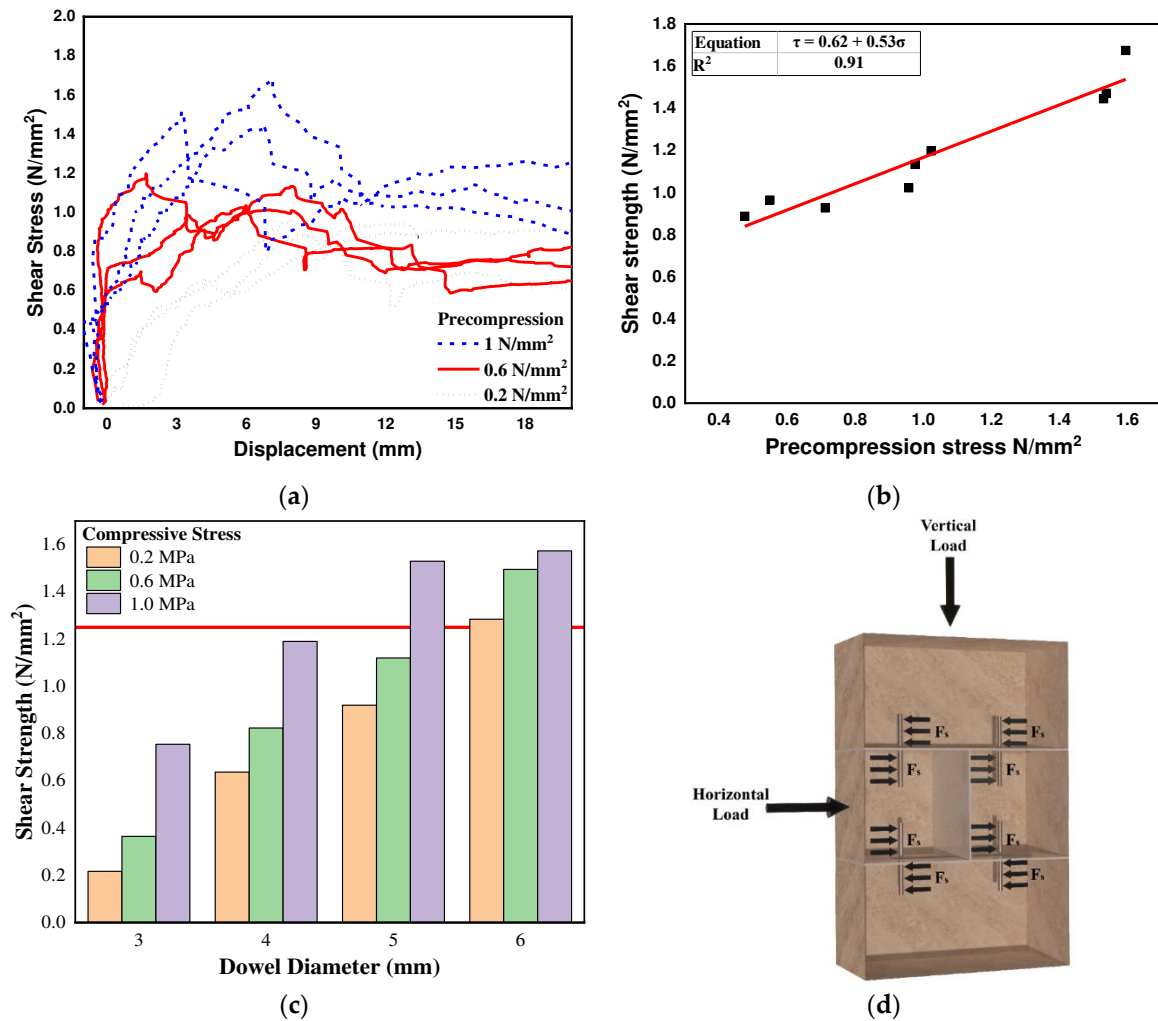 2.0
1.8
1.6
1.4
1.2
1.0
0.8
0.6
0.4
0.2
0.0
Shear Stress (N/mm²)
Precompression
1 N/mm²
0.6 N/mm²
0.2 N/mm²
0 3 6 9 12 15 18
Displacement (mm)
(a)
1.8
1.6
1.4
1.2
1.0
0.8
0.6
0.4
0.2
0.0
Shear strength (N/mm²)
Equation τ = 0.62 + 0.53σ
R² 0.91
0.4 0.6 0.8 1.0 1.2 1.4 1.6
Precompression stress N/mm²
(b)
Compressive Stress
0.2 MPa
0.6 MPa
1.0 MPa
1.6
1.4
1.2
1.0
0.8
0.6
0.4
0.2
0.0
Shear Strength (N/mm²)
3 4 5 6
Dowel Diameter (mm)
(c)
Vertical
Load
Horizontal
Load
Fs Fs
Fs Fs
Fs Fs
Fs Fs
(d)